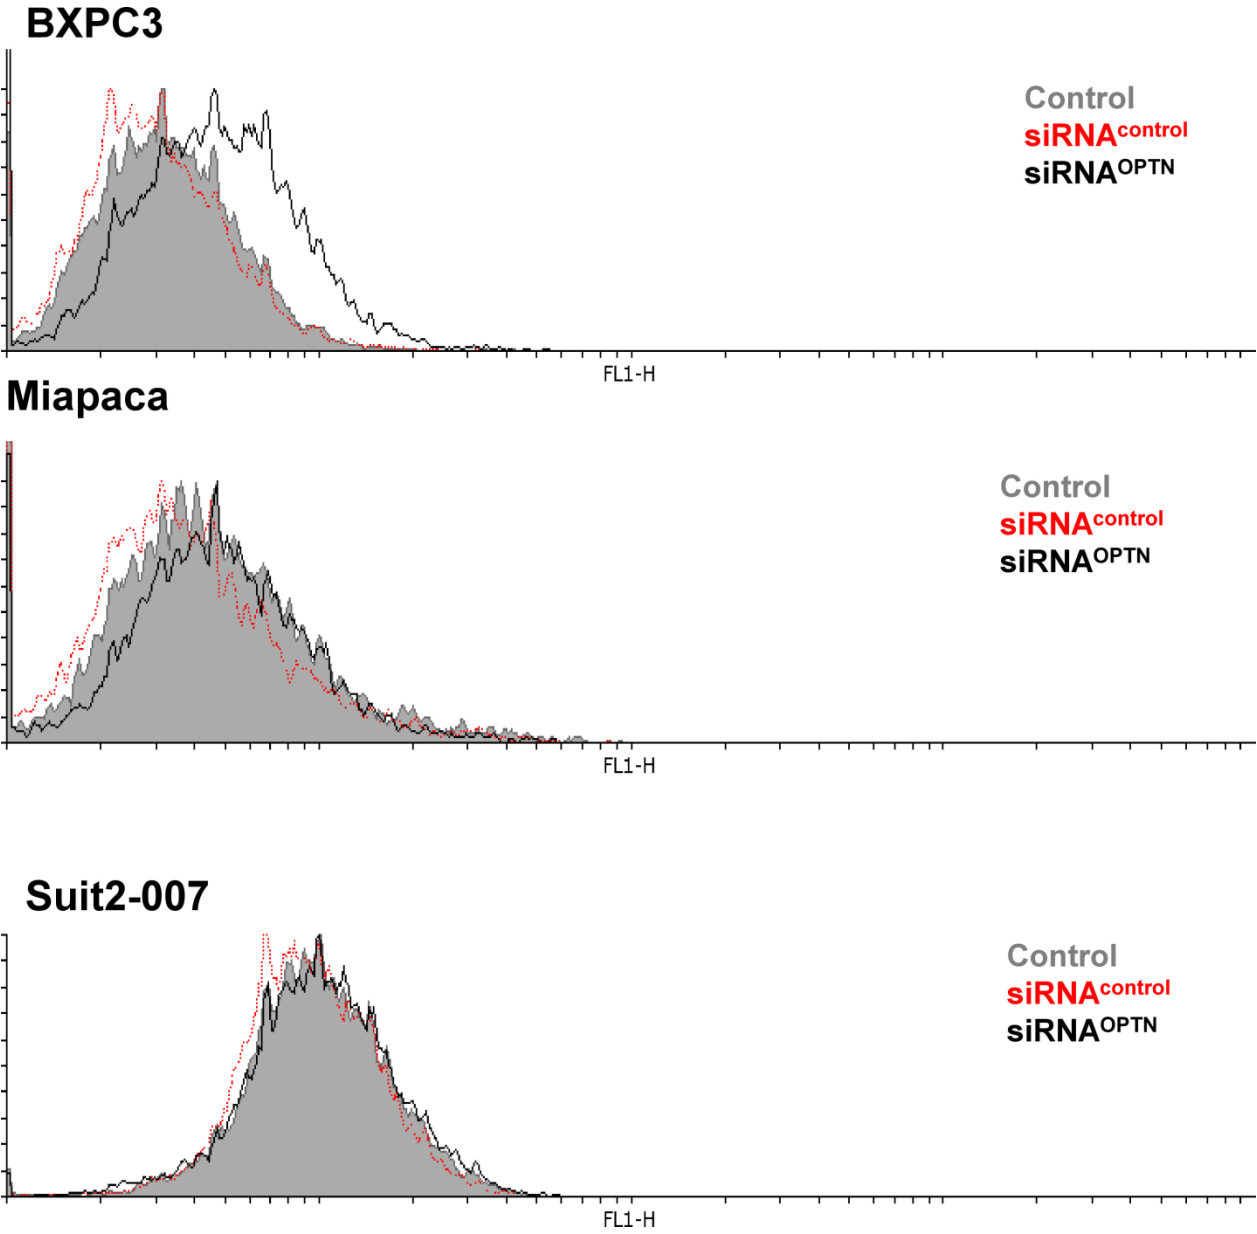 BXPC3
Control
siRNAcontrol
siRNAOPTN
FL1-H
Miapaca
Control
siRNAcontrol
siRNAOPTN
FL1-H
Suit2-007
Control
siRNAcontrol
siRNAOPTN
FL1-H